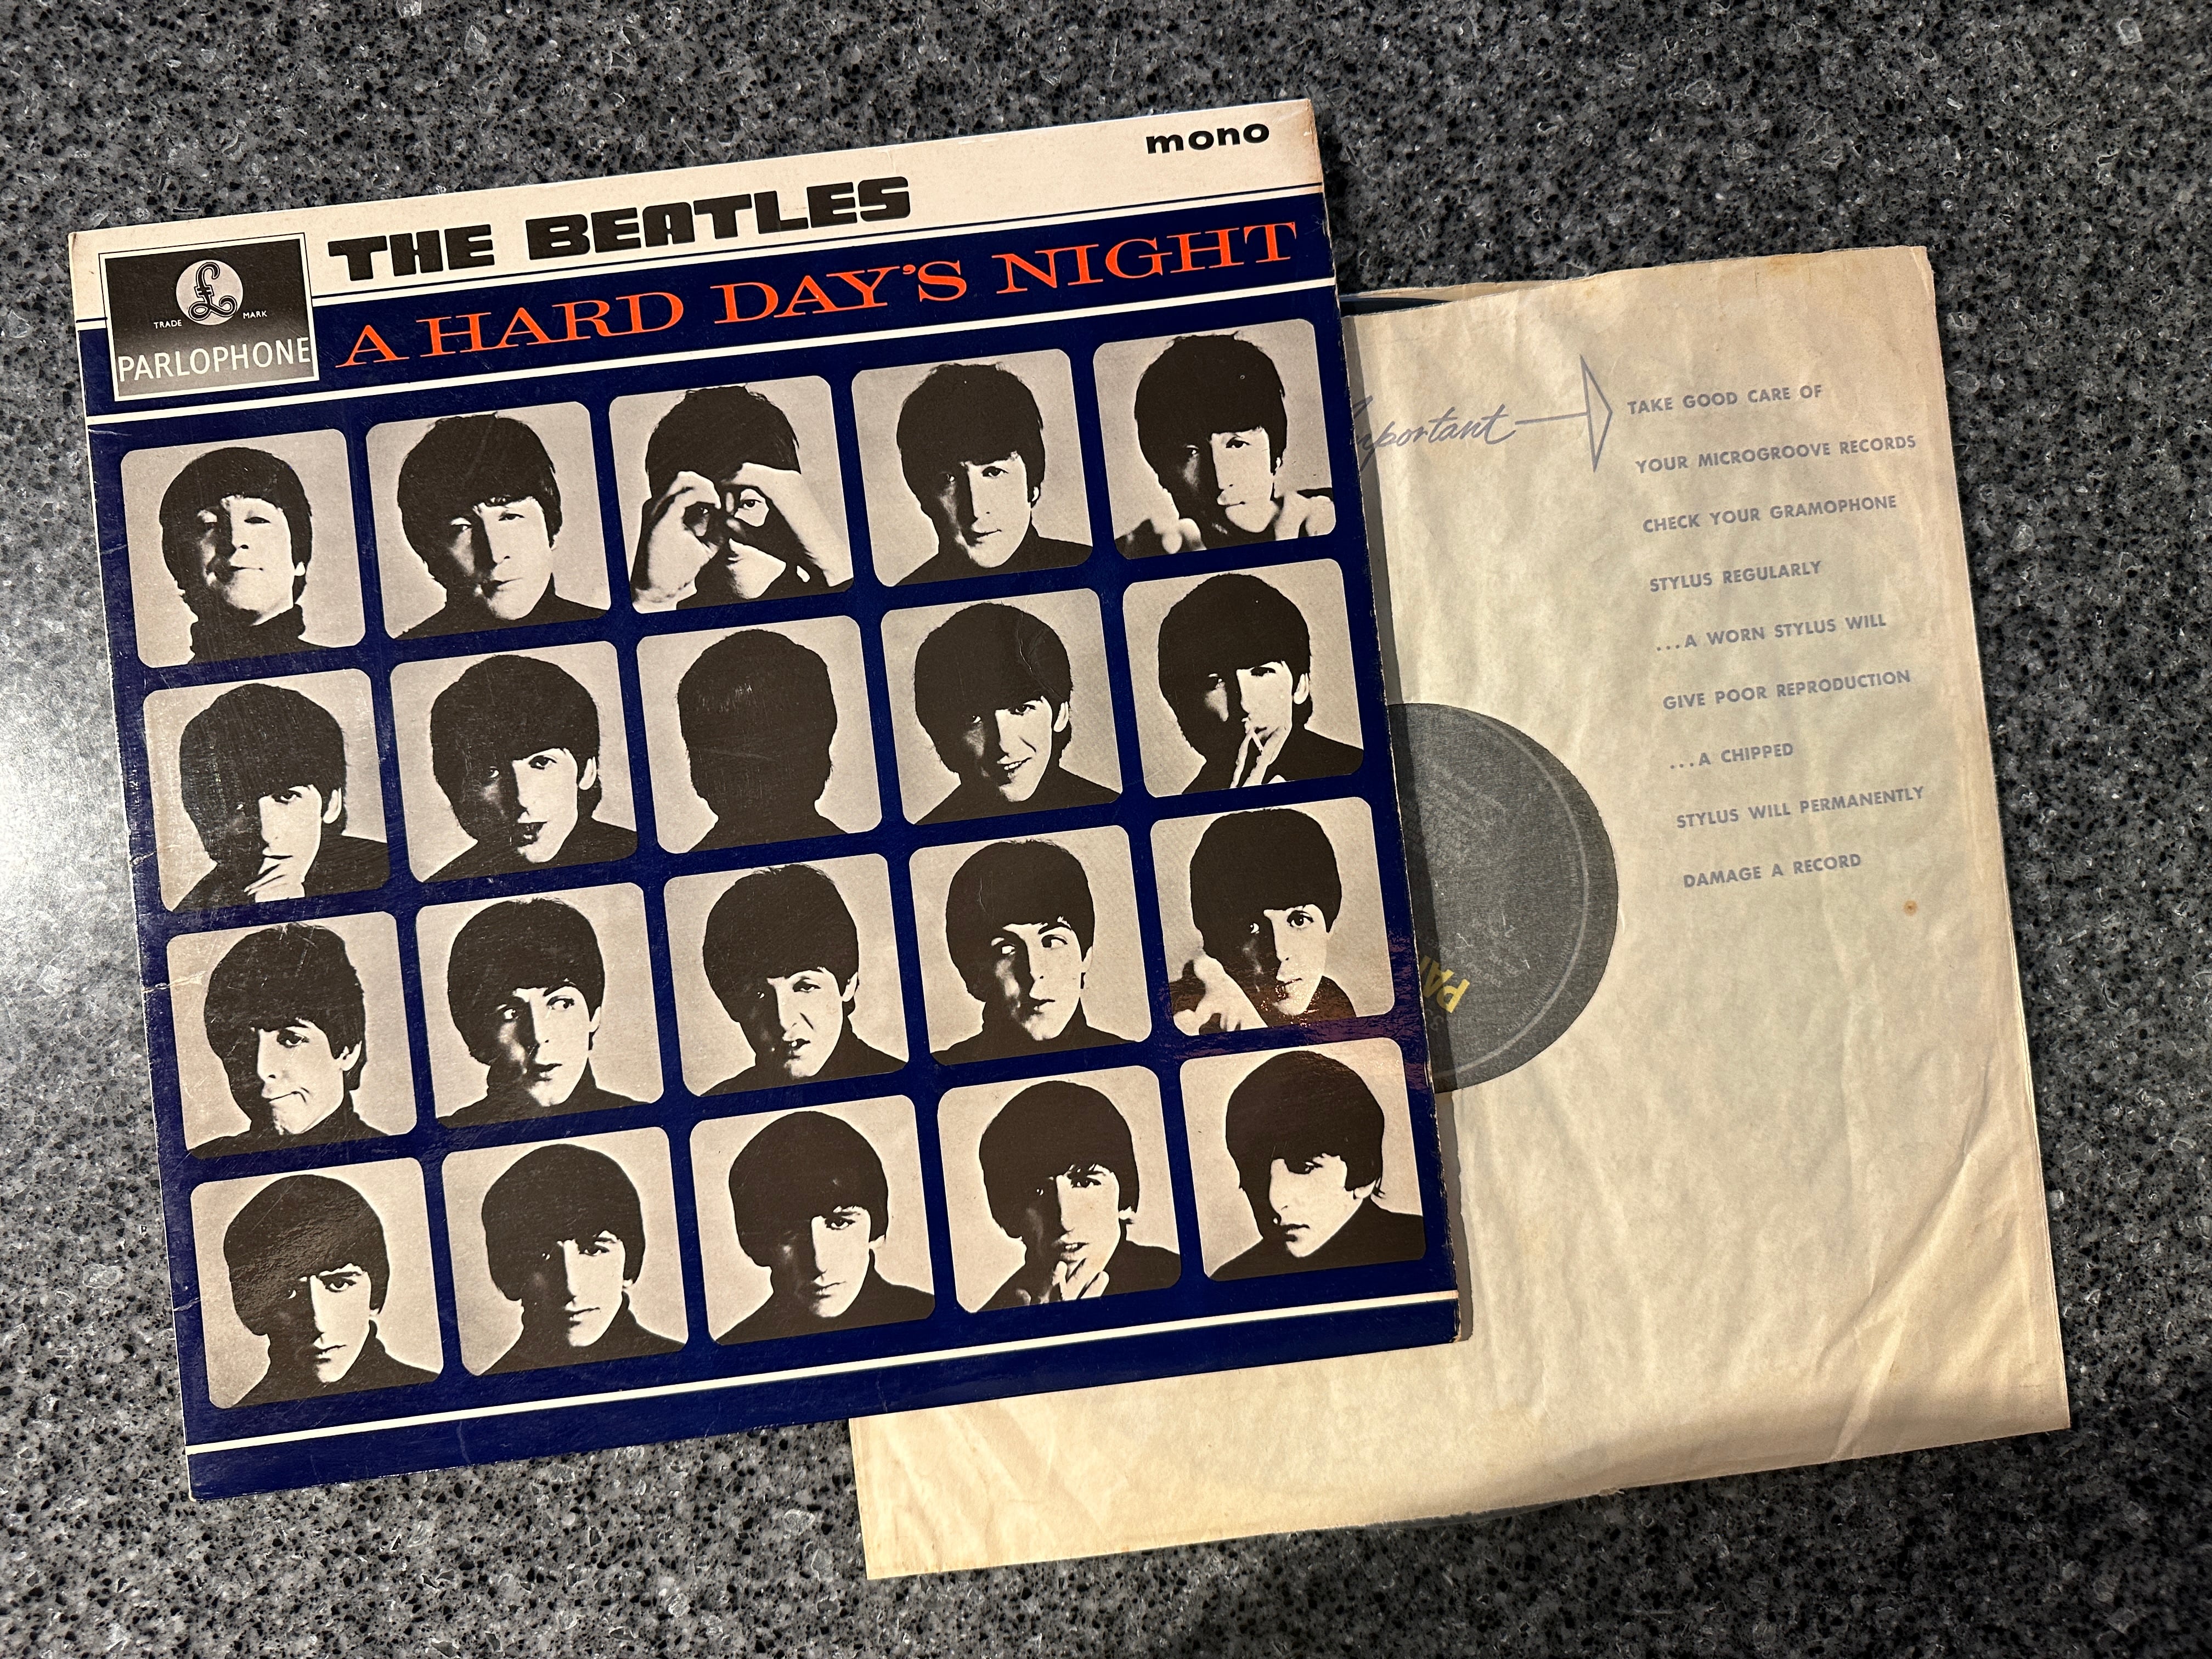 mono
THE BEATLES
A HARD DAY'S NIGHT
£
TRADE MARK
PARLOPHONE
TAKE GOOD CARE OF
YOUR MICROGROOVE RECORDS
CHECK YOUR GRAMOPHONE
STYLUS REGULARLY
...A WORN STYLUS WILL
GIVE POOR REPRODUCTION
...A CHIPPED
STYLUS WILL PERMANENTLY
DAMAGE A RECORD